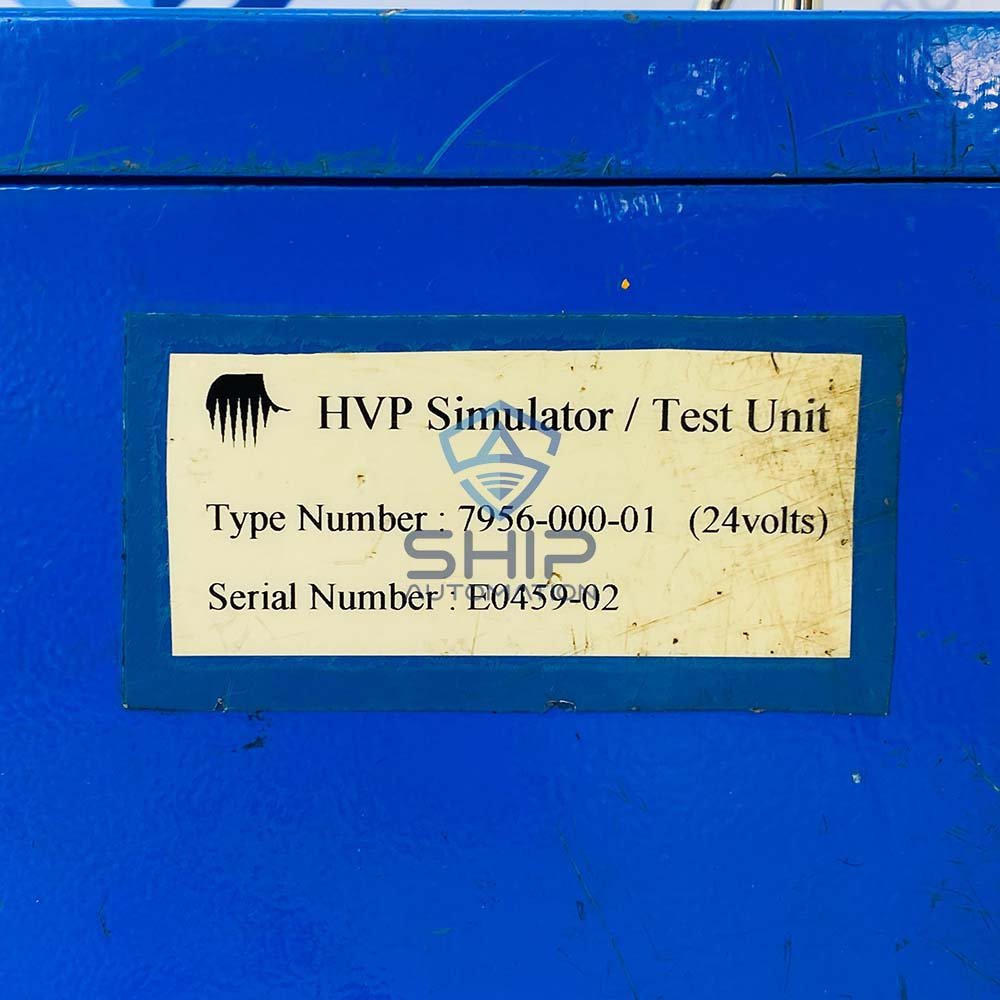 HVP Simulator / Test Unit
Type Number : 7956-000-01 (24volts)
SHIP
AUTOMATION
Serial Number : E0459-02